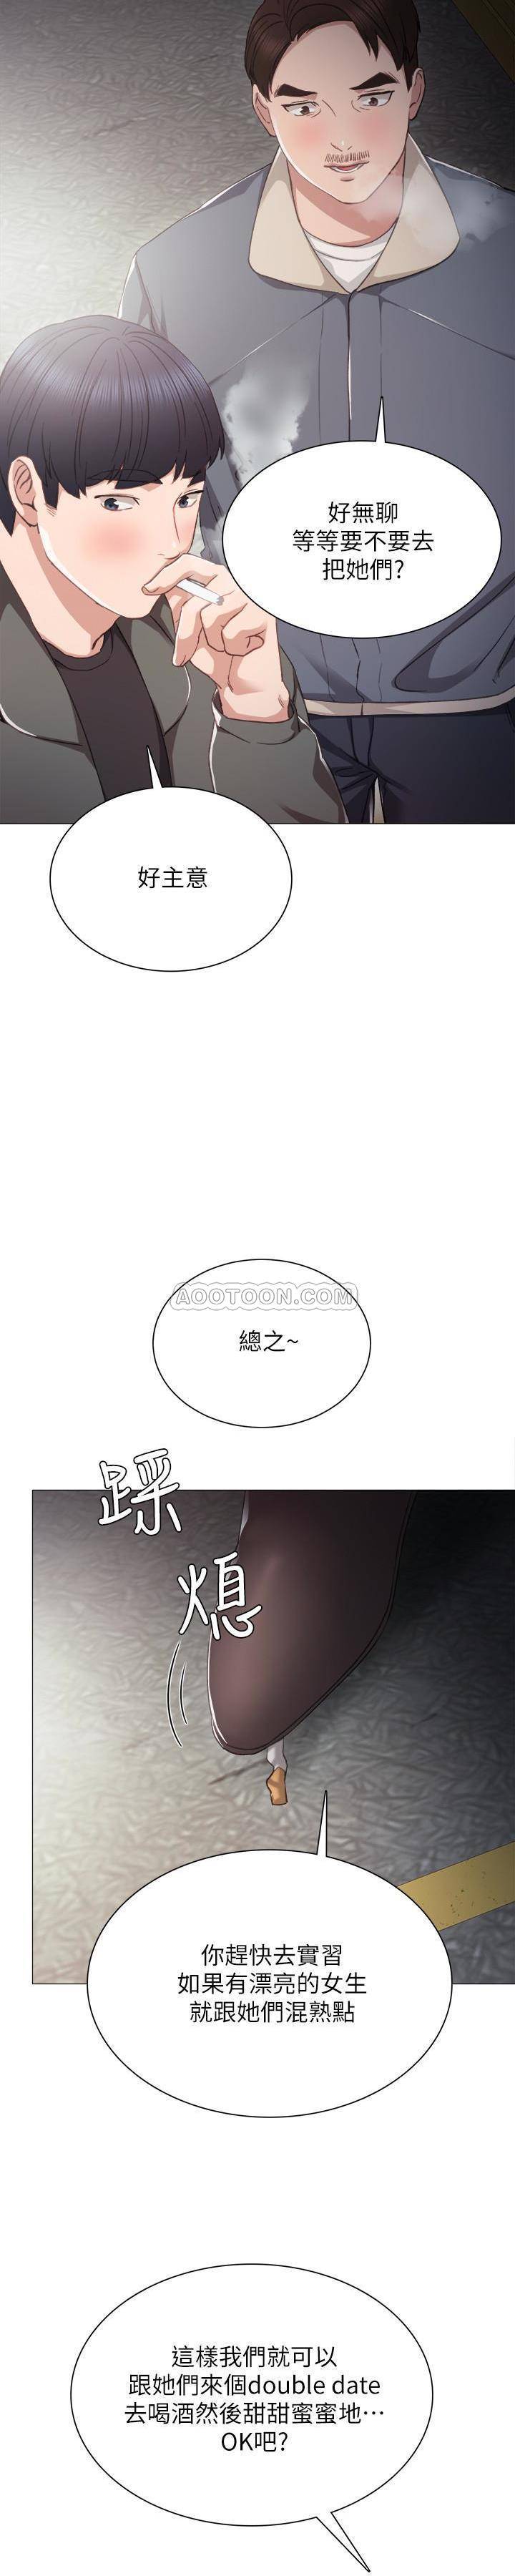 好無聊
等等要不要去
把她們?
好主意
AOOTOON.COM
總之~
踩
熄
你趕快去實習
如果有漂亮的女生
就跟她們混熟點
這樣我們就可以
跟她們來個double date
去喝酒然後甜甜蜜蜜地…
OK吧?